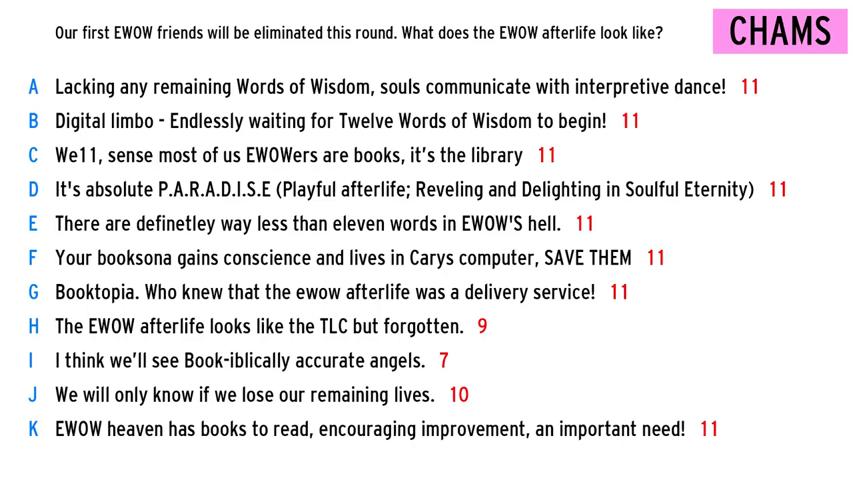 Our first EWOW friends will be eliminated this round. What does the EWOW afterlife look like?
CHAMS
A Lacking any remaining Words of Wisdom, souls communicate with interpretive dance! 11
B Digital limbo - Endlessly waiting for Twelve Words of Wisdom to begin! 11
C We11, sense most of us EWOWers are books, it's the library 11
D It's absolute P.A.R.A.D.I.S.E (Playful afterlife; Reveling and Delighting in Soulful Eternity) 11
E There are definetley way less than eleven words in EWOW'S hell. 11
F Your booksona gains conscience and lives in Carys computer, SAVE THEM 11
G Booktopia. Who knew that the ewow afterlife was a delivery service! 11
H The EWOW afterlife looks like the TLC but forgotten. 9
I I think we'll see Book-iblically accurate angels. 7
J We will only know if we lose our remaining lives. 10
K EWOW heaven has books to read, encouraging improvement, an important need! 11